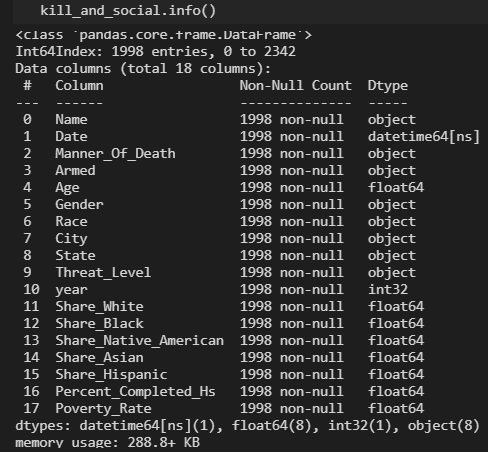 kill_and_social.info()
<class 'pandas.core.frame.DataFrame'>
Int64Index: 1998 entries, 0 to 2342
Data columns (total 18 columns):
 #   Column                 Non-Null Count  Dtype
---  ------                 --------------  -----
 0   Name                   1998 non-null   object
 1   Date                   1998 non-null   datetime64[ns]
 2   Manner_Of_Death        1998 non-null   object
 3   Armed                  1998 non-null   object
 4   Age                    1998 non-null   float64
 5   Gender                 1998 non-null   object
 6   Race                   1998 non-null   object
 7   City                   1998 non-null   object
 8   State                  1998 non-null   object
 9   Threat_Level           1998 non-null   object
 10  year                   1998 non-null   int32
 11  Share_White            1998 non-null   float64
 12  Share_Black            1998 non-null   float64
 13  Share_Native_American  1998 non-null   float64
 14  Share_Asian            1998 non-null   float64
 15  Share_Hispanic         1998 non-null   float64
 16  Percent_Completed_Hs   1998 non-null   float64
 17  Poverty_Rate           1998 non-null   float64
dtypes: datetime64[ns](1), float64(8), int32(1), object(8)
memory usage: 288.8+ KB